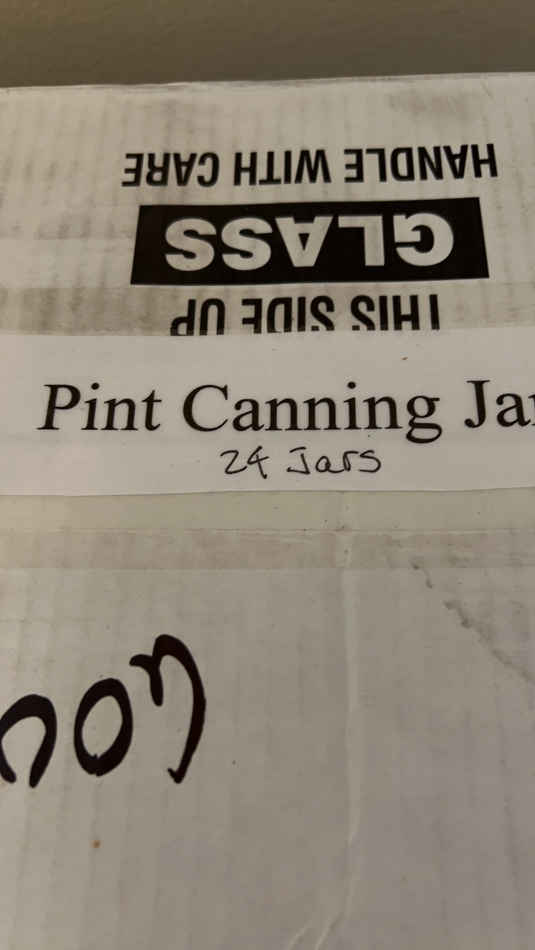 HANDLE WITH CARE
GLASS
THIS SIDE UP
Pint Canning Ja
24 Jars